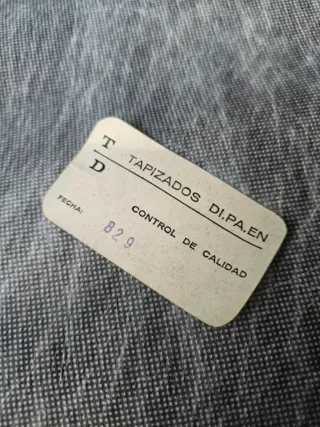 T
D
TAPIZADOS DI.PA.EN
CONTROL DE CALIDAD
FECHA:
829